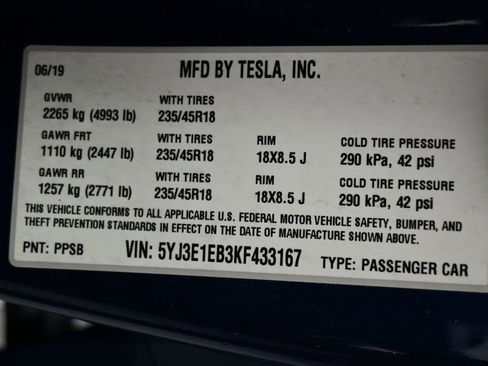 06/19 MFD BY TESLA, INC.
GVWR WITH TIRES
2265 kg (4993 lb) 235/45R18
GAWR FRT WITH TIRES RIM COLD TIRE PRESSURE
1110 kg (2447 lb) 235/45R18 18X8.5 J 290 kPa, 42 psi
GAWR RR WITH TIRES RIM COLD TIRE PRESSURE
1257 kg (2771 lb) 235/45R18 18X8.5 J 290 kPa, 42 psi
THIS VEHICLE CONFORMS TO ALL APPLICABLE U.S. FEDERAL MOTOR VEHICLE SAFETY, BUMPER, AND
THEFT PREVENTION STANDARDS IN EFFECT ON THE DATE OF MANUFACTURE SHOWN ABOVE.
PNT: PPSB VIN: 5YJ3E1EB3KF433167 TYPE: PASSENGER CAR